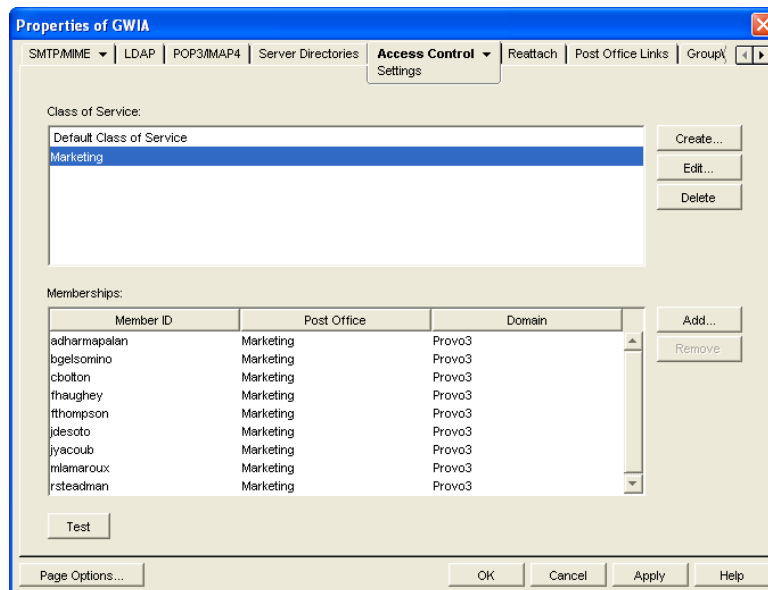 Properties of GWIA
SMTP/MIME LDAP POP3/IMAP4 Server Directories Access Control Reattach Post Office Links GroupW
Settings
Class of Service:
Default Class of Service
Marketing
Create...
Edit...
Delete
Memberships:
Member ID Post Office Domain
adharmapalan Marketing Provo3
bgelsomino Marketing Provo3
cbolton Marketing Provo3
fhaughey Marketing Provo3
fthompson Marketing Provo3
jdesoto Marketing Provo3
jyacoub Marketing Provo3
mlamaroux Marketing Provo3
rsteadman Marketing Provo3
Add...
Remove
Test
Page Options... OK Cancel Apply Help